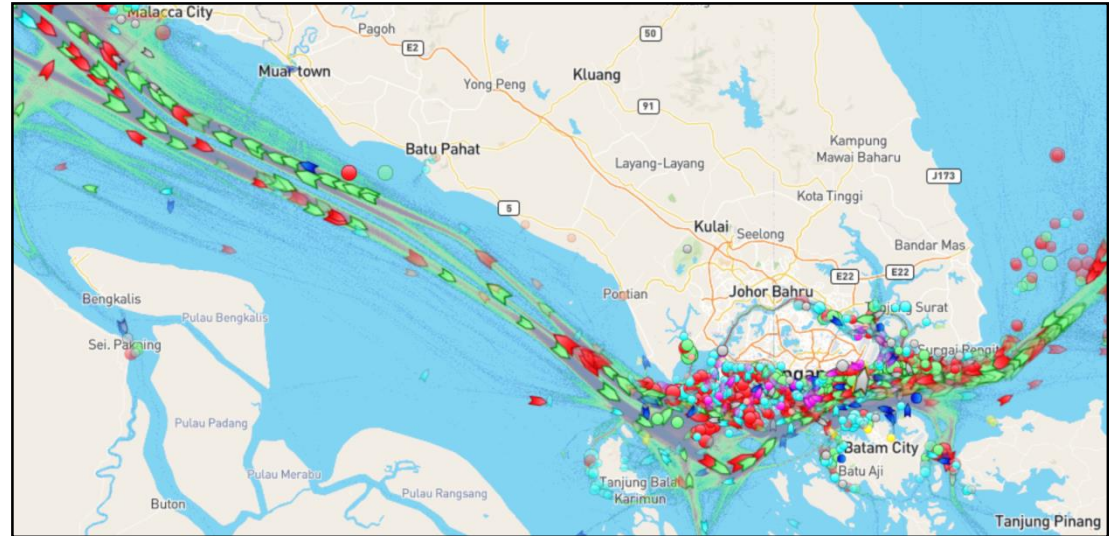 Malacca City
Pagoh
50
E2
Muar town
Yong Peng
Kluang
91
Kampung
Mawai Baharu
Batu Pahat
Layang-Layang
J173
Kota Tinggi
5
Kulai
Seelong
Bandar Mas
E22
E22
Pontian
Johor Bahru
Bengkalis
Pulau Bengkalis
Sei. Pakning
Surat
Sungai Rengit
Pulau Padang
Batam City
Batu Aji
Pulau Merabu
Tanjung Balai
Karimun
Pulau Rangsang
Buton
Tanjung Pinang